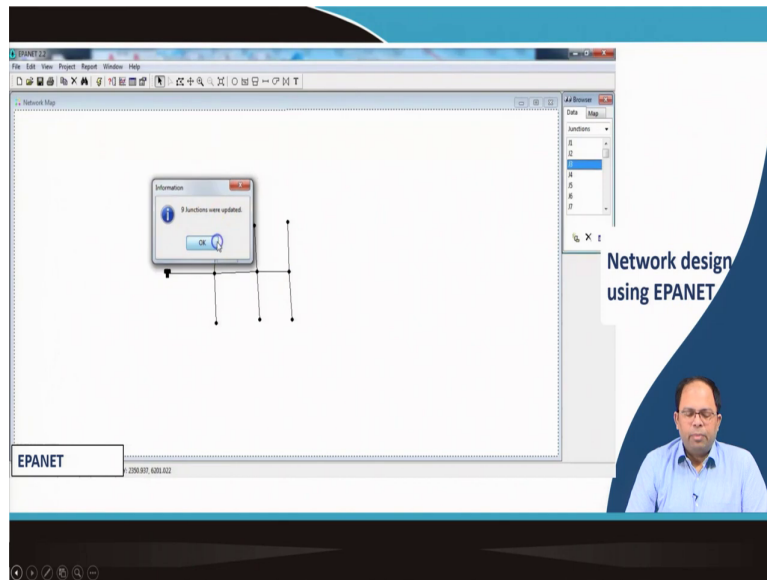 EPANET 2.2
File Edit View Project Report Window Help
Network Map
Browser
Data Map
Junctions
J1
J2
J3
J4
J5
J6
J7
Information
9 Junctions were updated.
OK
Network design
using EPANET
EPANET
Y: 2350.937, 6201.022